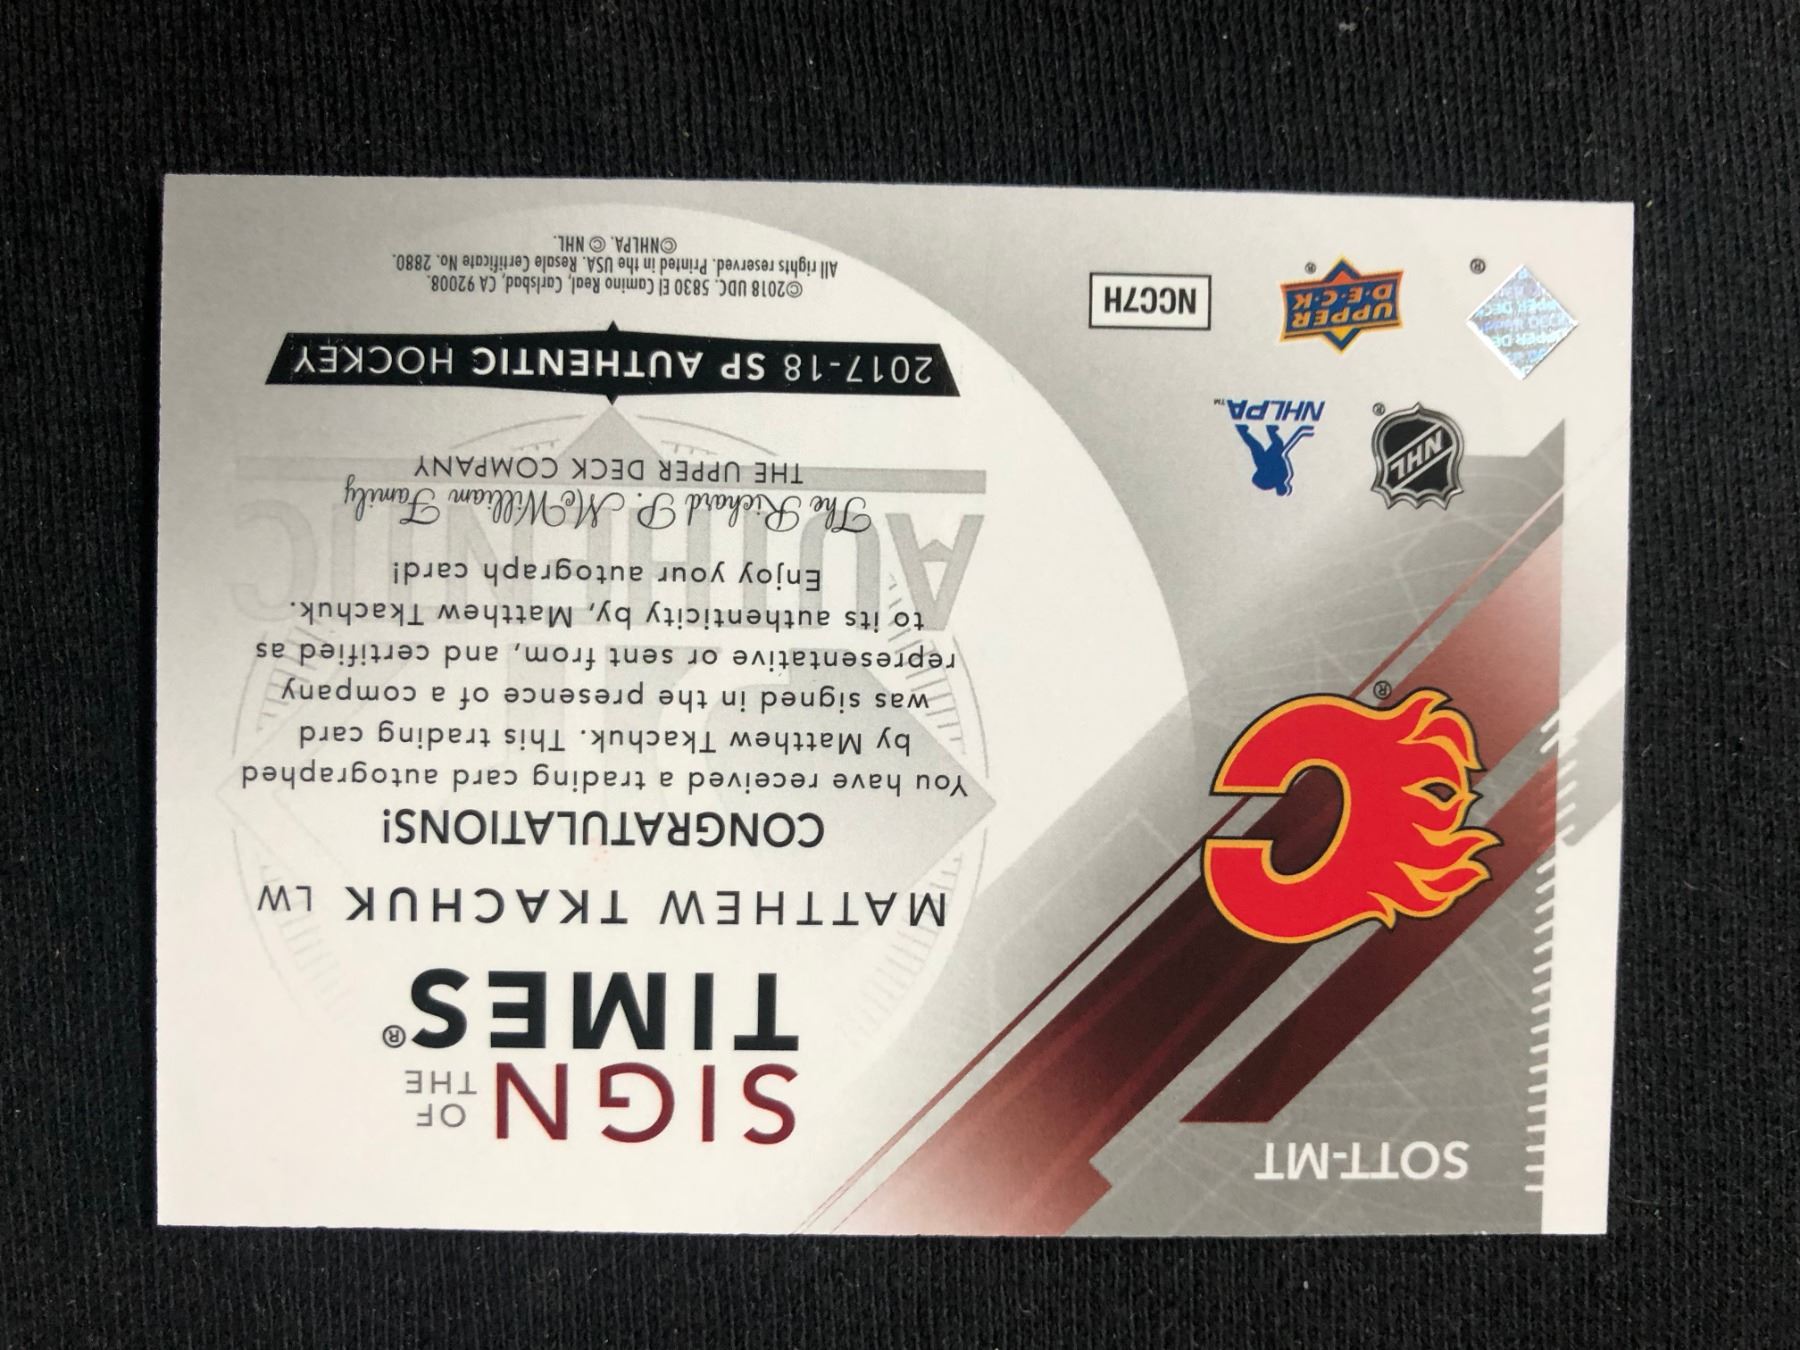 SOTT-MT
SIGN OF THE
TIMES®
MATTHEW TKACHUK LW
CONGRATULATIONS!
You have received a trading card autographed
by Matthew Tkachuk. This trading card
was signed in the presence of a company
representative or sent from, and certified as
to its authenticity by, Matthew Tkachuk.
Enjoy your autograph card!
The Richard P. McWilliam Family
THE UPPER DECK COMPANY
AUTHENTIC
2017-18 SP AUTHENTIC HOCKEY
©2018 UDC. 5830 El Camino Real, Carlsbad, CA 92008.
All rights reserved. Printed in the USA. Resale Certificate No. 2880.
©NHLPA. © NHL.
®
NHL ®
NHLPA™
UPPER DECK ®
®
NCC7H